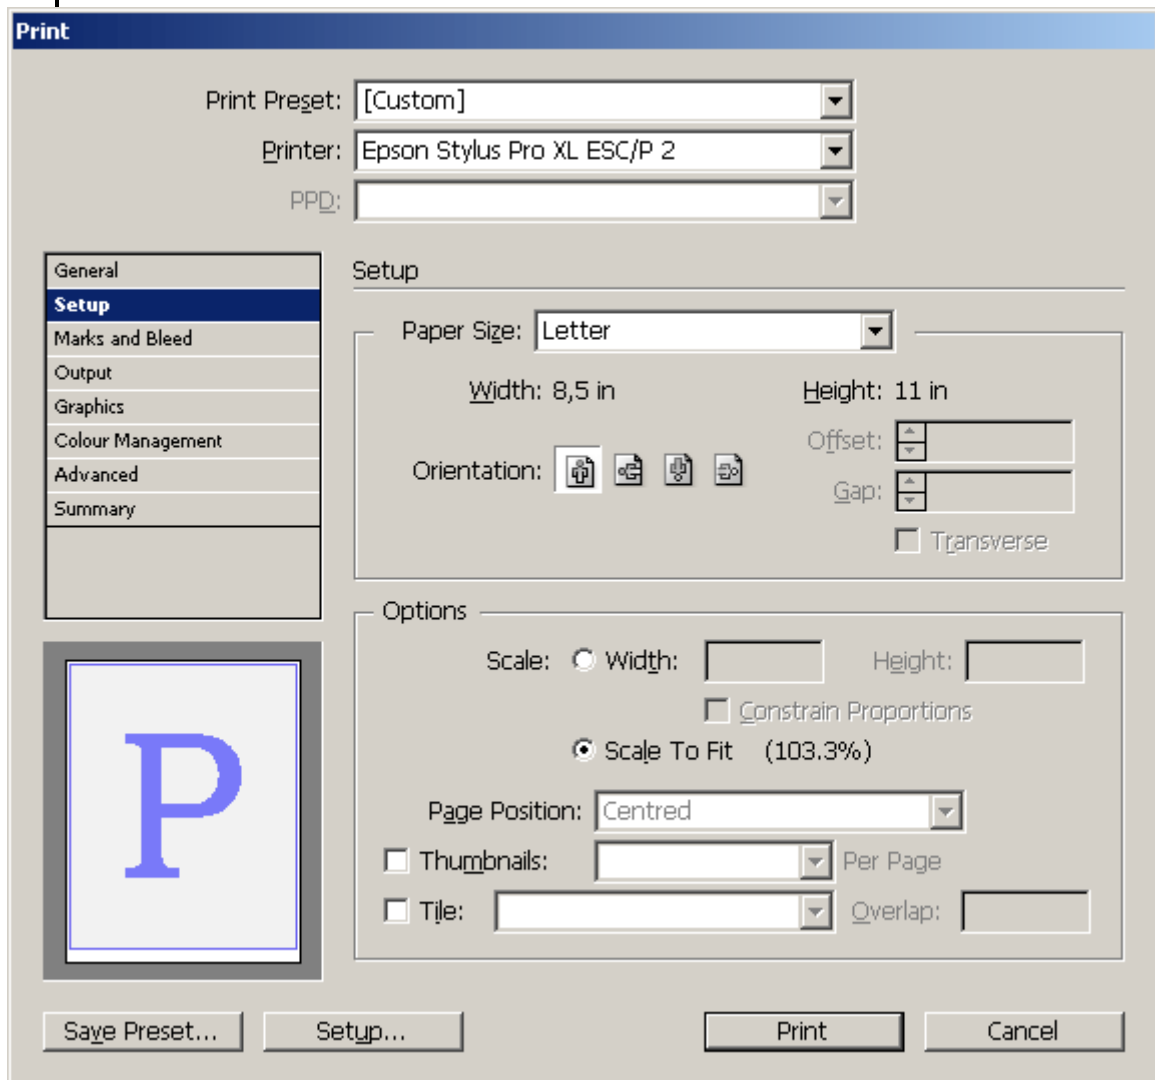 Print
Print Preset: [Custom]
Printer: Epson Stylus Pro XL ESC/P 2
PPD:
General
Setup
Marks and Bleed
Output
Graphics
Colour Management
Advanced
Summary
Setup
Paper Size: Letter
Width: 8,5 in Height: 11 in
Orientation: Offset:
Gap:
Transverse
Options
Scale: Width: Height:
Constrain Proportions
Scale To Fit (103.3%)
Page Position: Centred
Thumbnails: Per Page
Tile: Overlap:
P
Save Preset... Setup... Print Cancel